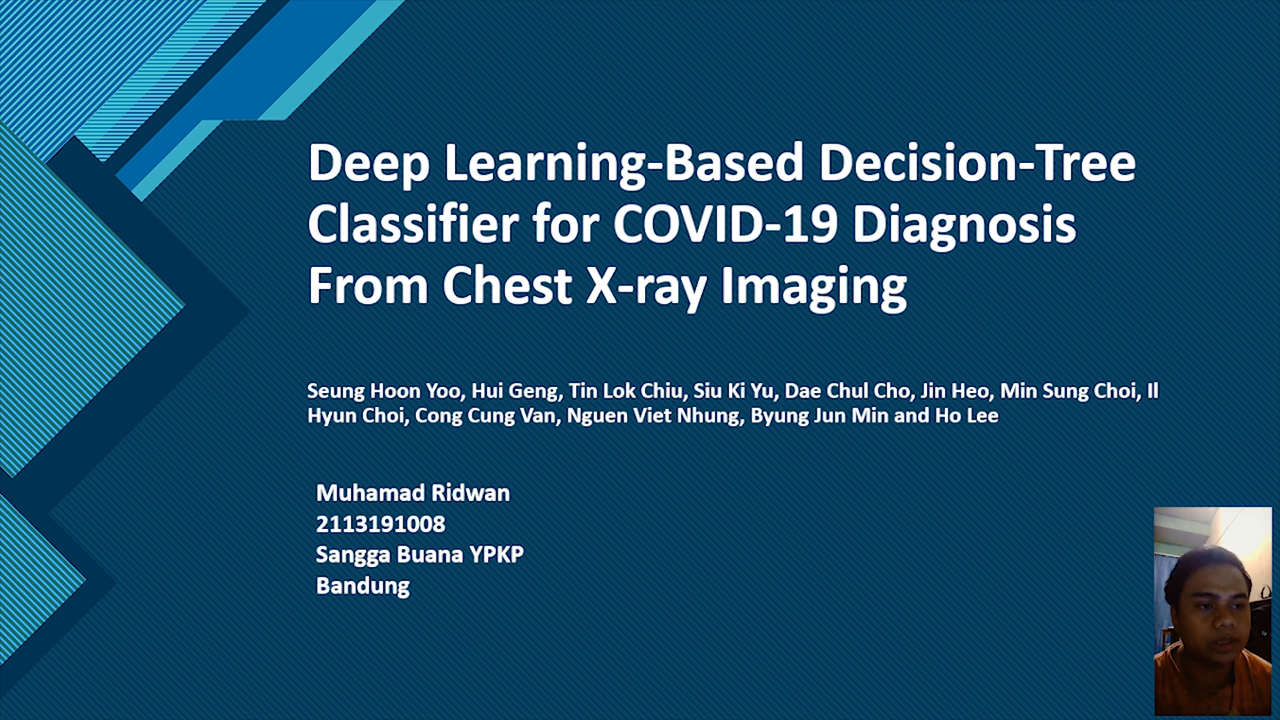 Deep Learning-Based Decision-Tree
Classifier for COVID-19 Diagnosis
From Chest X-ray Imaging
Seung Hoon Yoo, Hui Geng, Tin Lok Chiu, Siu Ki Yu, Dae Chul Cho, Jin Heo, Min Sung Choi, Il
Hyun Choi, Cong Cung Van, Nguen Viet Nhung, Byung Jun Min and Ho Lee
Muhamad Ridwan
2113191008
Sangga Buana YPKP
Bandung